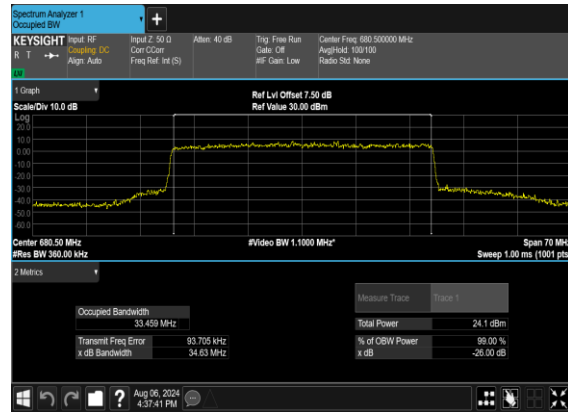 Spectrum Analyzer 1
Occupied BW
+
KEYSIGHT Input: RF Input Z: 50 Ω Atten: 40 dB Trig: Free Run Center Freq: 680.500000 MHz
R T Coupling: DC Corr CCorr Gate: Off Avg|Hold: 100/100
Align: Auto Freq Ref: Int (S) #IF Gain: Low Radio Std: None
1 Graph
Ref Lvl Offset 7.50 dB
Scale/Div 10.0 dB Ref Value 30.00 dBm
Log
20.0
10.0
0.00
-10.0
-20.0
-30.0
-40.0
-50.0
-60.0
Center 680.50 MHz #Video BW 1.1000 MHz* Span 70 MHz
#Res BW 360.00 kHz Sweep 1.00 ms (1001 pts)
2 Metrics
Measure Trace Trace 1
Occupied Bandwidth
33.459 MHz
Total Power 24.1 dBm
Transmit Freq Error 93.705 kHz % of OBW Power 99.00 %
x dB Bandwidth 34.63 MHz x dB -26.00 dB
? Aug 06, 2024
4:37:41 PM